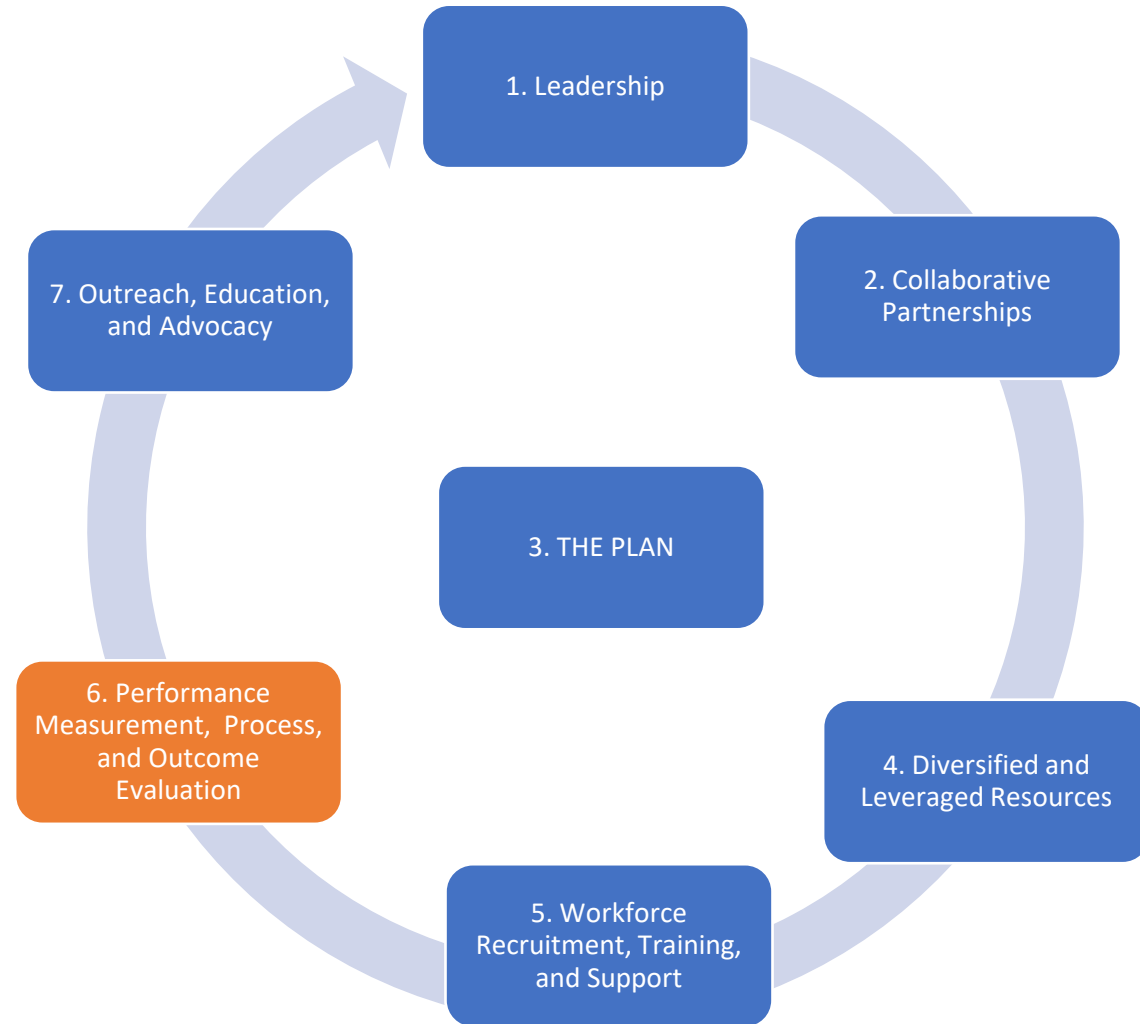 1. Leadership
2. Collaborative
Partnerships
3. THE PLAN
4. Diversified and
Leveraged Resources
5. Workforce
Recruitment, Training,
and Support
6. Performance
Measurement,  Process,
and Outcome
Evaluation
7. Outreach, Education,
and Advocacy